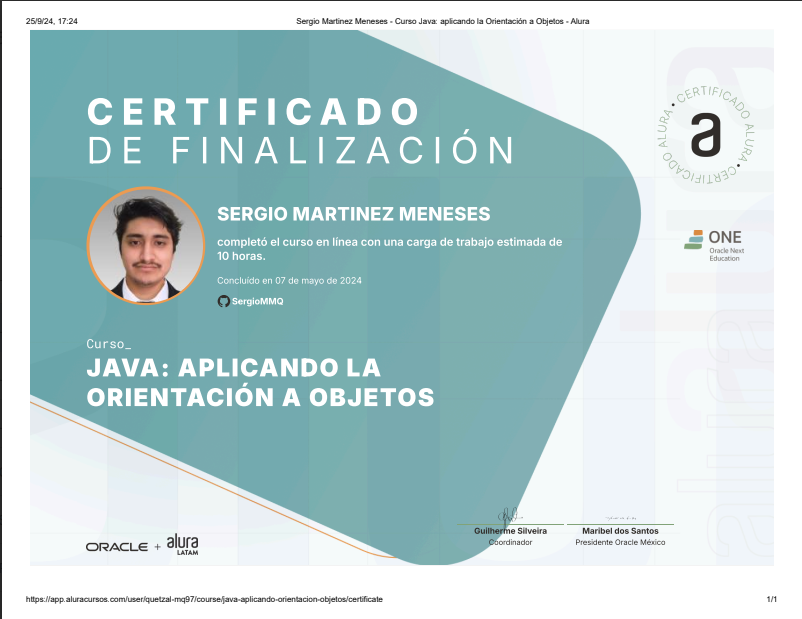 25/9/24, 17:24
Sergio Martinez Meneses - Curso Java: aplicando la Orientación a Objetos - Alura
CERTIFICADO
DE FINALIZACIÓN
CERTIFICADO ALURA • CERTIFICADO ALURA •
a
SERGIO MARTINEZ MENESES
completó el curso en línea con una carga de trabajo estimada de
10 horas.
Concluído en 07 de mayo de 2024
SergioMMQ
ONE
Oracle Next
Education
Curso_
JAVA: APLICANDO LA
ORIENTACIÓN A OBJETOS
ORACLE + alura
LATAM
Guilherme Silveira
Coordinador
Maribel dos Santos
Presidente Oracle México
https://app.aluracursos.com/user/quetzal-mq97/course/java-aplicando-orientacion-objetos/certificate
1/1